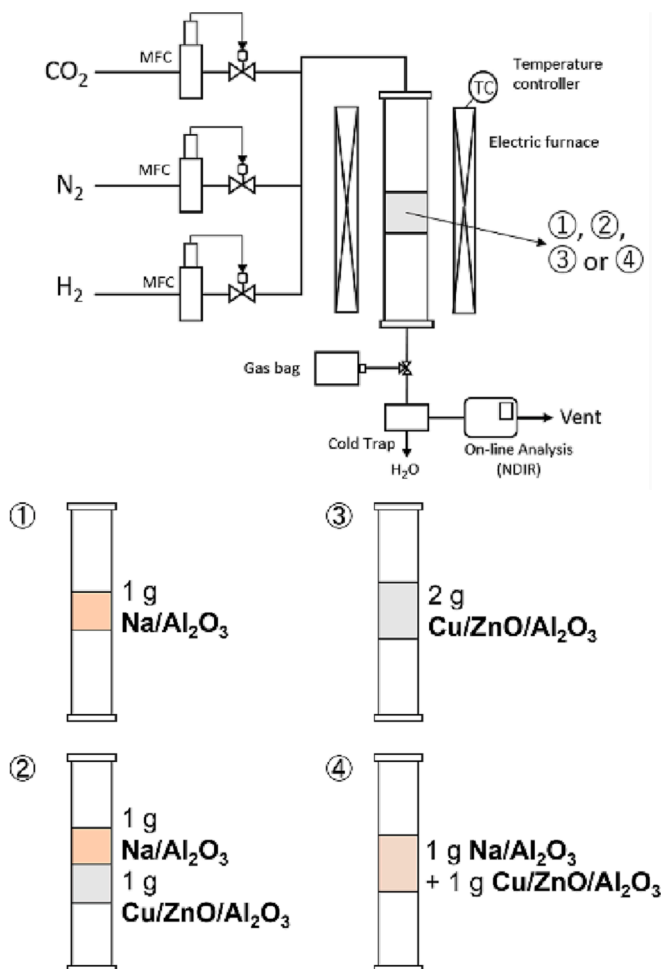 CO₂
MFC
N₂
MFC
H₂
MFC
TC
Temperature
controller
Electric furnace
①, ②,
③ or ④
Gas bag
Cold Trap
H₂O
On-line Analysis
(NDIR)
Vent
①
1 g
Na/Al₂O₃
③
2 g
Cu/ZnO/Al₂O₃
②
1 g
Na/Al₂O₃
1 g
Cu/ZnO/Al₂O₃
④
1 g Na/Al₂O₃
+ 1 g Cu/ZnO/Al₂O₃